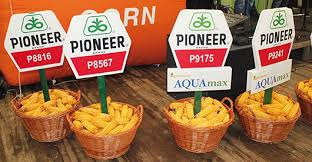 CORN
PIONEER
P8816
PIONEER
P8567
PIONEER
P9175
AQUAmax
PIONEER
P9241
AQUAmax